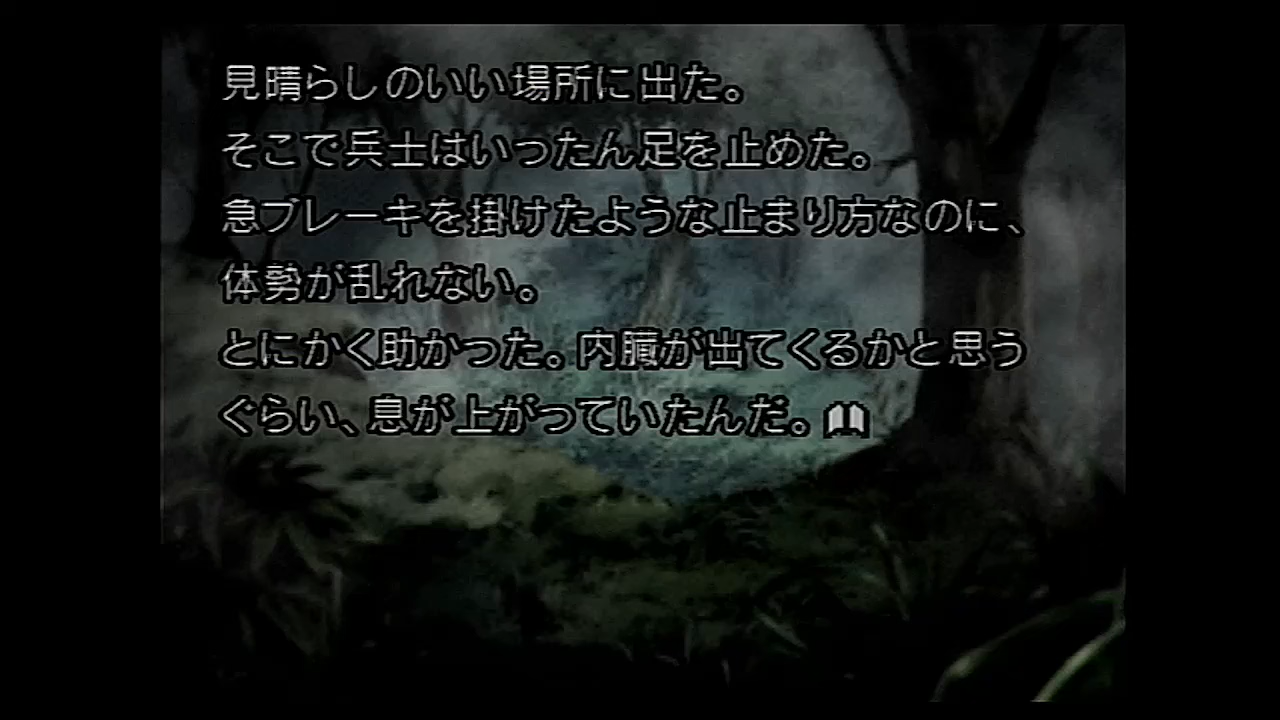 見晴らしのいい場所に出た。
そこで兵士はいったん足を止めた。
急ブレーキを掛けたような止まり方なのに、
体勢が乱れない。
とにかく助かった。内臓が出てくるかと思う
ぐらい、息が上がっていたんだ。